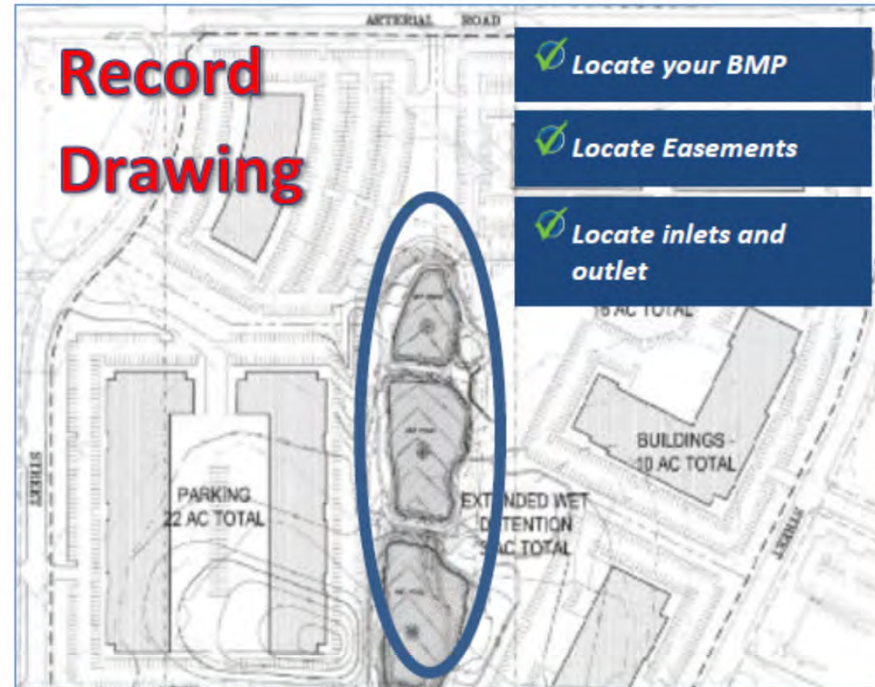 ARTERIAL ROAD
Record
Drawing
Locate your BMP
Locate Easements
Locate inlets and
outlet
16 AC TOTAL
BUILDINGS -
10 AC TOTAL
PARKING
22 AC TOTAL
EXTENDED WET
DETENTION
AC TOTAL
STREET
STREET